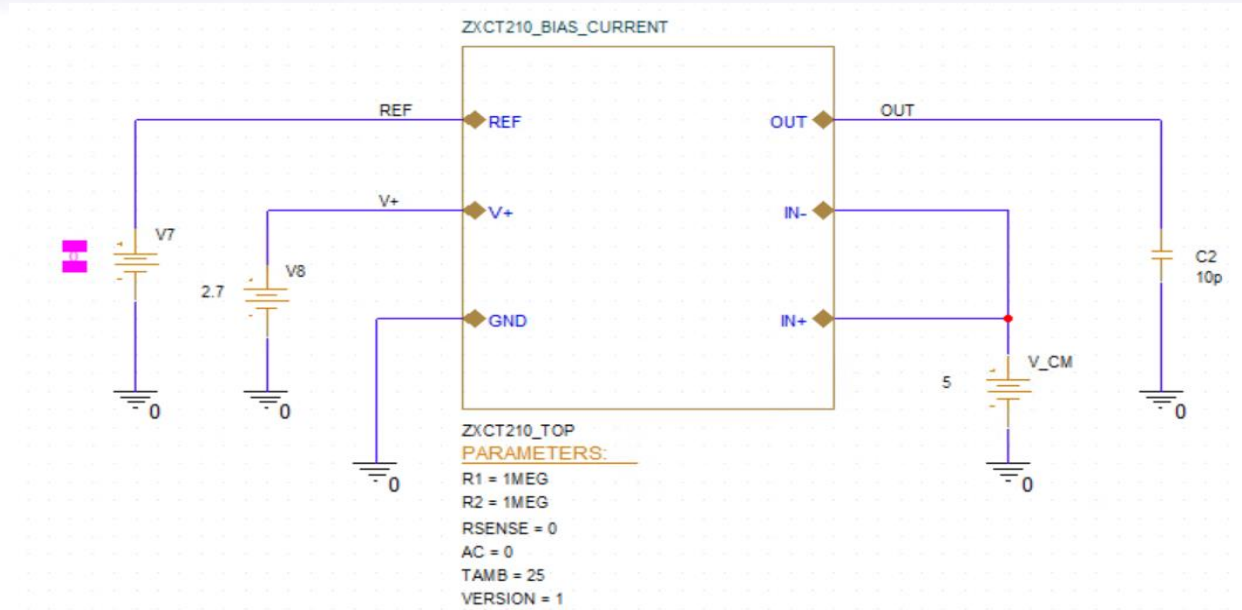 ZXCT210_BIAS_CURRENT
REF
REF
OUT
OUT
V+
V+
IN-
V7
0
V8
2.7
C2
10p
GND
IN+
V_CM
5
0
0
0
ZXCT210_TOP
PARAMETERS:
0
0
R1 = 1MEG
R2 = 1MEG
RSENSE = 0
AC = 0
TAMB = 25
VERSION = 1